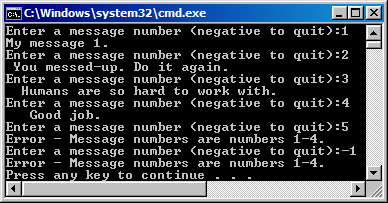 C:\Windows\system32\cmd.exe
Enter a message number (negative to quit):1
My message 1.
Enter a message number (negative to quit):2
 You messed-up. Do it again.
Enter a message number (negative to quit):3
  Humans are so hard to work with.
Enter a message number (negative to quit):4
   Good job.
Enter a message number (negative to quit):5
Error - Message numbers are numbers 1-4.
Enter a message number (negative to quit):-1
Error - Message numbers are numbers 1-4.
Press any key to continue . . .